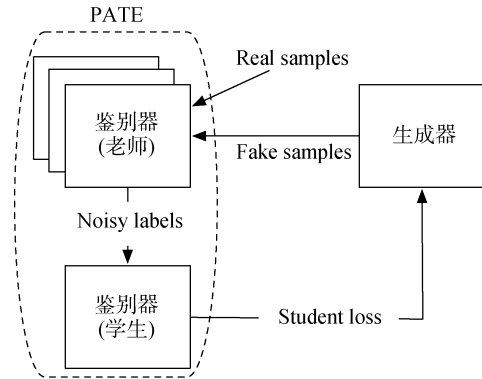 PATE
Real samples
鉴别器
(老师)
Fake samples
生成器
Noisy labels
鉴别器
(学生)
Student loss